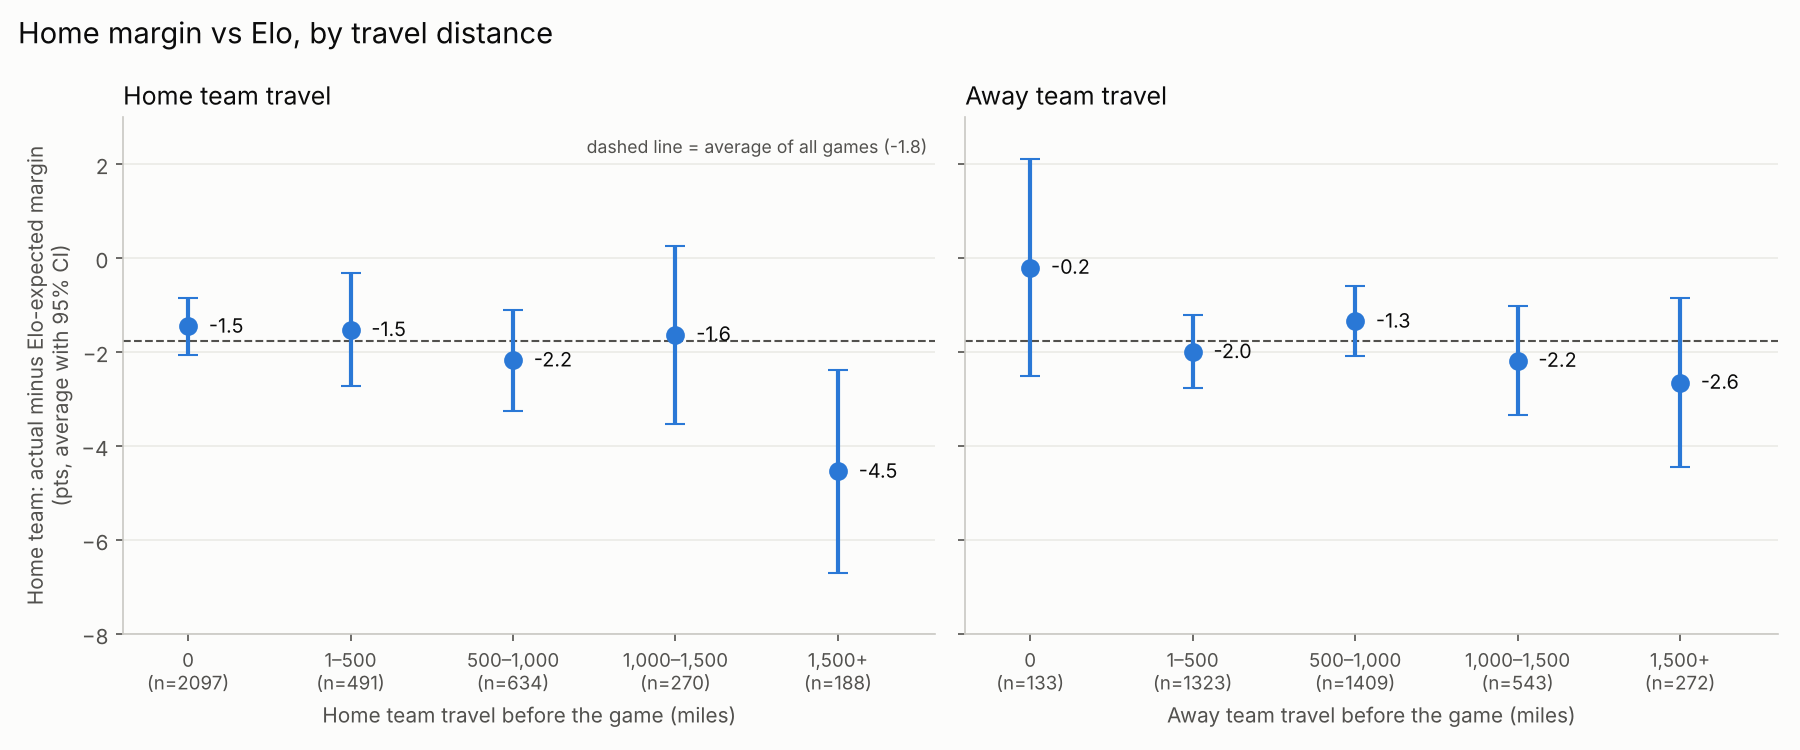 Home margin vs Elo, by travel distance
Home team travel
dashed line = average of all games (-1.8)
Home team: actual minus Elo-expected margin
(pts, average with 95% CI)
2
0
−2
−4
−6
−8
-1.5
-1.5
-2.2
-1.6
-4.5
0
(n=2097)
1–500
(n=491)
500–1,000
(n=634)
1,000–1,500
(n=270)
1,500+
(n=188)
Home team travel before the game (miles)
Away team travel
-0.2
-2.0
-1.3
-2.2
-2.6
0
(n=133)
1–500
(n=1323)
500–1,000
(n=1409)
1,000–1,500
(n=543)
1,500+
(n=272)
Away team travel before the game (miles)